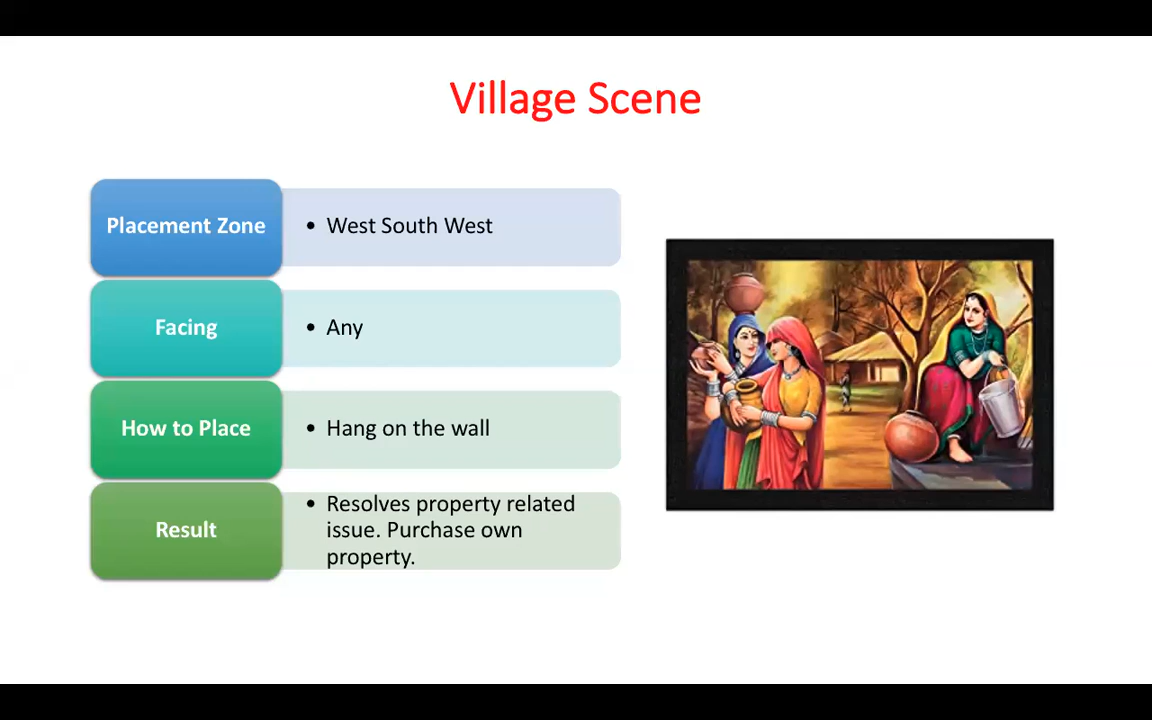 Village Scene
Placement Zone
• West South West
Facing
• Any
How to Place
• Hang on the wall
Result
• Resolves property related
issue. Purchase own
property.